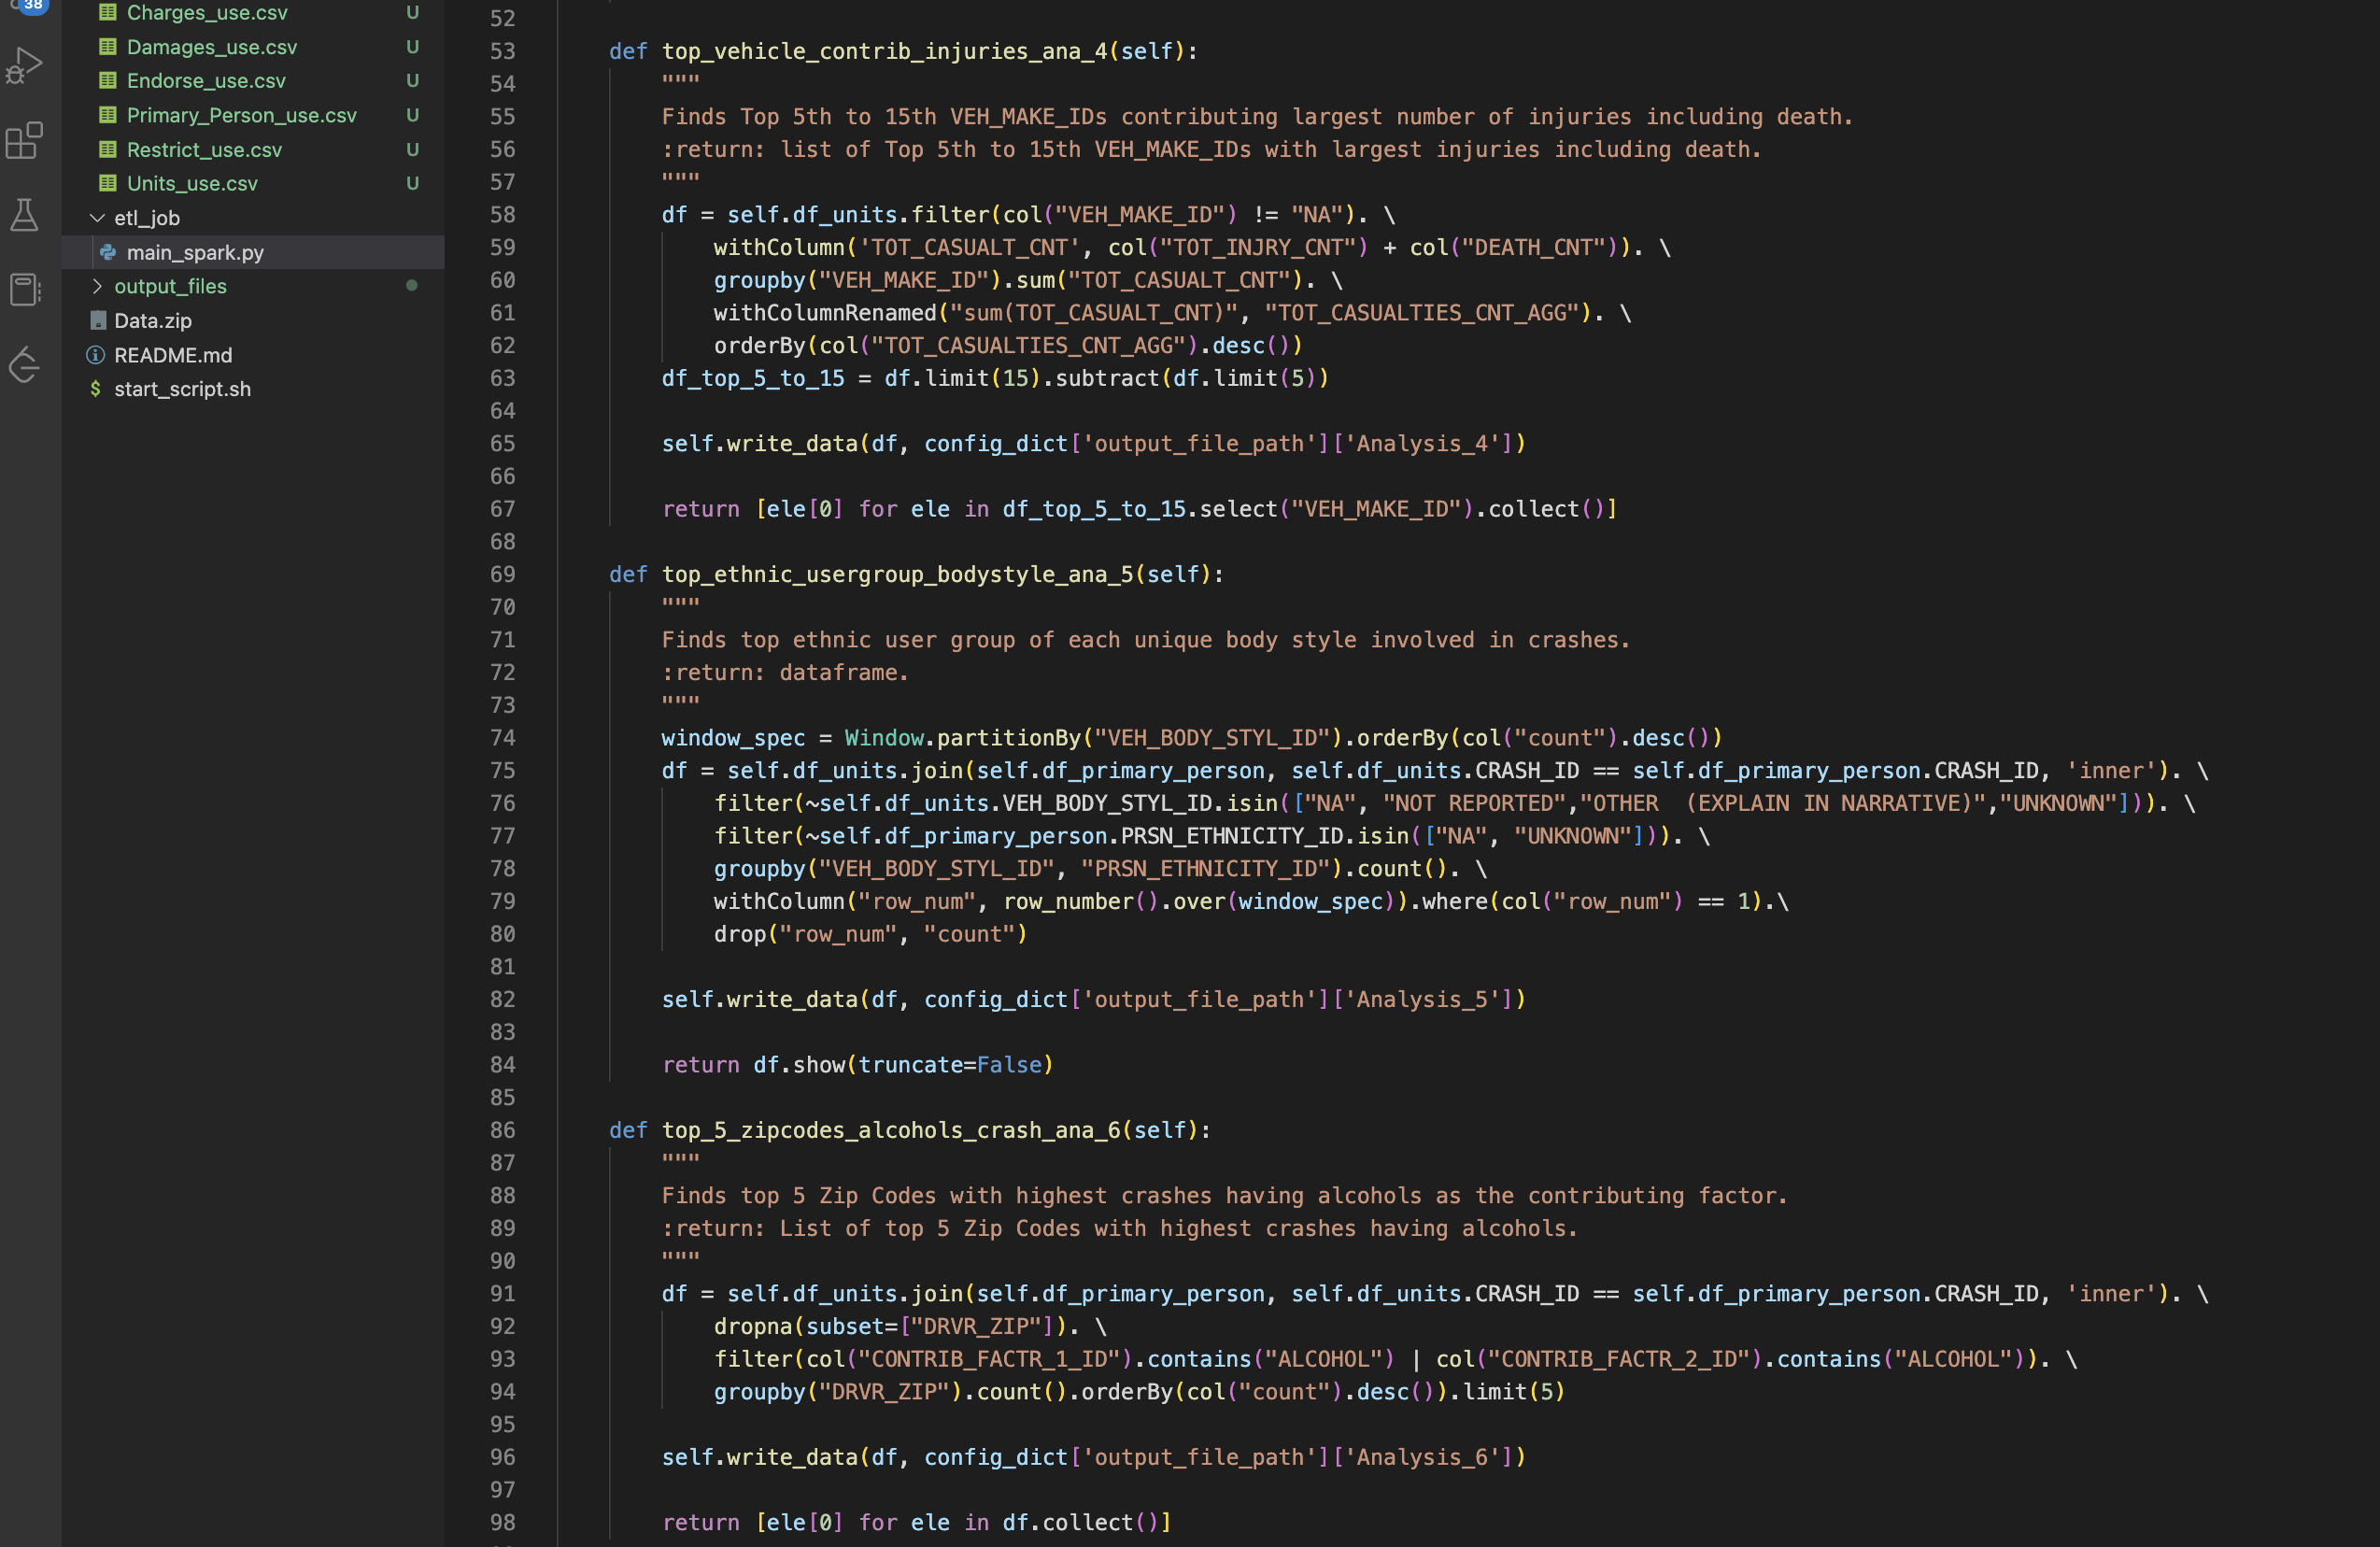 38
Charges_use.csv U
Damages_use.csv U
Endorse_use.csv U
Primary_Person_use.csv U
Restrict_use.csv U
Units_use.csv U
etl_job
main_spark.py
output_files
Data.zip
README.md
$ start_script.sh
52
53 def top_vehicle_contrib_injuries_ana_4(self):
54 """
55 Finds Top 5th to 15th VEH_MAKE_IDs contributing largest number of injuries including death.
56 :return: list of Top 5th to 15th VEH_MAKE_IDs with largest injuries including death.
57 """
58 df = self.df_units.filter(col("VEH_MAKE_ID") != "NA"). \
59 withColumn('TOT_CASUALT_CNT', col("TOT_INJRY_CNT") + col("DEATH_CNT")). \
60 groupby("VEH_MAKE_ID").sum("TOT_CASUALT_CNT"). \
61 withColumnRenamed("sum(TOT_CASUALT_CNT)", "TOT_CASUALTIES_CNT_AGG"). \
62 orderBy(col("TOT_CASUALTIES_CNT_AGG").desc())
63 df_top_5_to_15 = df.limit(15).subtract(df.limit(5))
64
65 self.write_data(df, config_dict['output_file_path']['Analysis_4'])
66
67 return [ele[0] for ele in df_top_5_to_15.select("VEH_MAKE_ID").collect()]
68
69 def top_ethnic_usergroup_bodystyle_ana_5(self):
70 """
71 Finds top ethnic user group of each unique body style involved in crashes.
72 :return: dataframe.
73 """
74 window_spec = Window.partitionBy("VEH_BODY_STYL_ID").orderBy(col("count").desc())
75 df = self.df_units.join(self.df_primary_person, self.df_units.CRASH_ID == self.df_primary_person.CRASH_ID, 'inner'). \
76 filter(~self.df_units.VEH_BODY_STYL_ID.isin(["NA", "NOT REPORTED","OTHER  (EXPLAIN IN NARRATIVE)","UNKNOWN"])). \
77 filter(~self.df_primary_person.PRSN_ETHNICITY_ID.isin(["NA", "UNKNOWN"])). \
78 groupby("VEH_BODY_STYL_ID", "PRSN_ETHNICITY_ID").count(). \
79 withColumn("row_num", row_number().over(window_spec)).where(col("row_num") == 1).\
80 drop("row_num", "count")
81
82 self.write_data(df, config_dict['output_file_path']['Analysis_5'])
83
84 return df.show(truncate=False)
85
86 def top_5_zipcodes_alcohols_crash_ana_6(self):
87 """
88 Finds top 5 Zip Codes with highest crashes having alcohols as the contributing factor.
89 :return: List of top 5 Zip Codes with highest crashes having alcohols.
90 """
91 df = self.df_units.join(self.df_primary_person, self.df_units.CRASH_ID == self.df_primary_person.CRASH_ID, 'inner'). \
92 dropna(subset=["DRVR_ZIP"]). \
93 filter(col("CONTRIB_FACTR_1_ID").contains("ALCOHOL") | col("CONTRIB_FACTR_2_ID").contains("ALCOHOL")). \
94 groupby("DRVR_ZIP").count().orderBy(col("count").desc()).limit(5)
95
96 self.write_data(df, config_dict['output_file_path']['Analysis_6'])
97
98 return [ele[0] for ele in df.collect()]